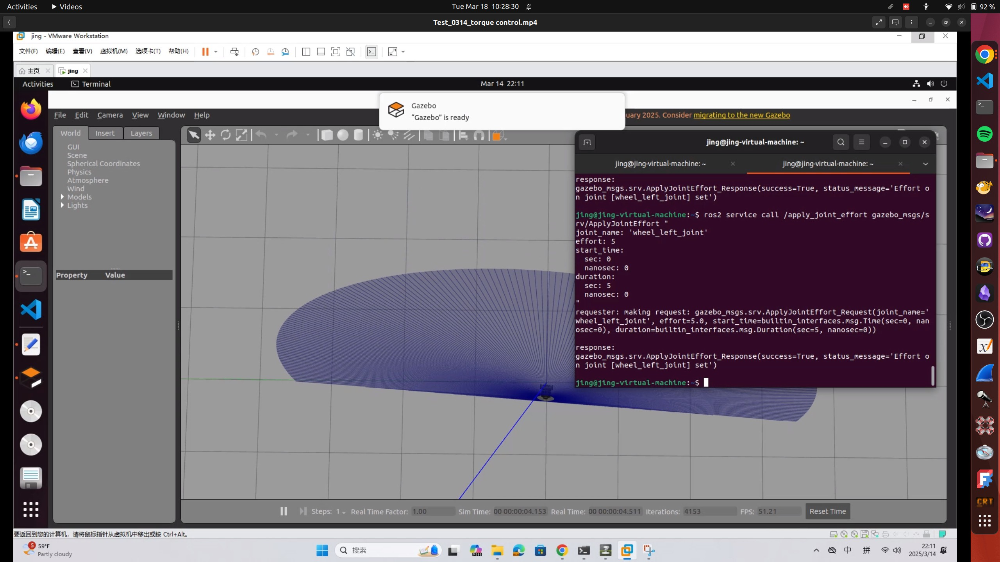 Activities
Videos
Tue Mar 18 10:28:30
92 %
Test_0314_torque control.mp4
jing - VMware Workstation
文件(F) 编辑(E) 查看(V) 虚拟机(M) 选项卡(T) 帮助(H)
主页
jing
Activities
Terminal
Mar 14 22:11
Gazebo
“Gazebo” is ready
File Edit Camera View Window Help
uary 2025. Consider migrating to the new Gazebo
World Insert Layers
GUI
Scene
Spherical Coordinates
Physics
Atmosphere
Wind
Models
Lights
Property Value
jing@jing-virtual-machine: ~
jing@jing-virtual-machine: ~
jing@jing-virtual-machine: ~
response:
gazebo_msgs.srv.ApplyJointEffort_Response(success=True, status_message='Effort o
n joint [wheel_left_joint] set')
jing@jing-virtual-machine:~$ ros2 service call /apply_joint_effort gazebo_msgs/s
rv/ApplyJointEffort "
joint_name: 'wheel_left_joint'
effort: 5
start_time:
sec: 0
nanosec: 0
duration:
sec: 5
nanosec: 0
"
requester: making request: gazebo_msgs.srv.ApplyJointEffort_Request(joint_name='
wheel_left_joint', effort=5.0, start_time=builtin_interfaces.msg.Time(sec=0, nan
osec=0), duration=builtin_interfaces.msg.Duration(sec=5, nanosec=0))
response:
gazebo_msgs.srv.ApplyJointEffort_Response(success=True, status_message='Effort o
n joint [wheel_left_joint] set')
jing@jing-virtual-machine:~$
Steps: 1 Real Time Factor: 1.00 Sim Time: 00 00:00:04.153 Real Time: 00 00:00:04.511 Iterations: 4153 FPS: 51.21 Reset Time
要返回到您的计算机，请将鼠标指针从虚拟机中移出或按 Ctrl+Alt。
5
59°F
Partly cloudy
搜索
M365
中
拼
22:11
2025/3/14
CRT